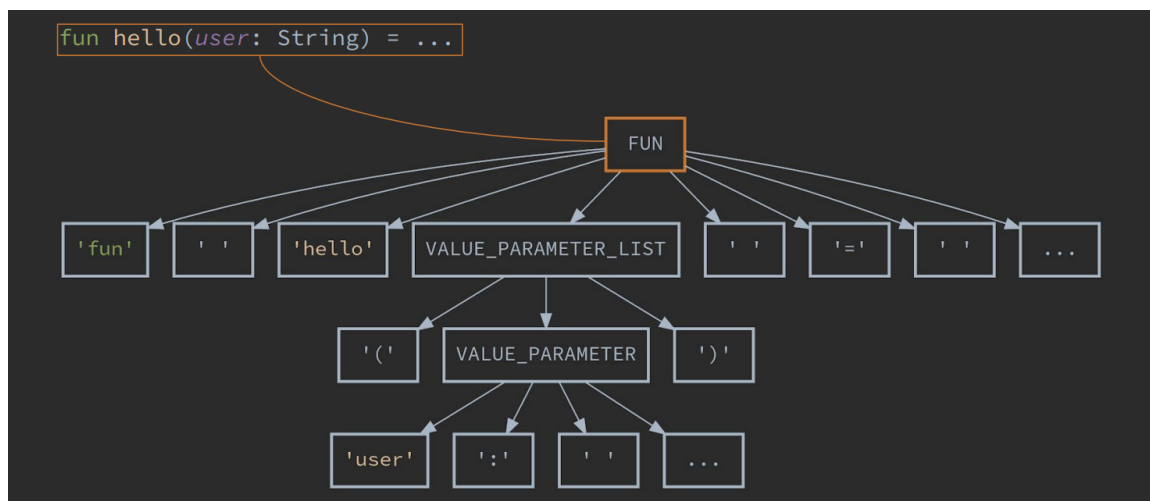 fun hello(user: String) = ...
FUN
'fun' ' ' 'hello' VALUE_PARAMETER_LIST ' ' '=' ' ' ...
'(' VALUE_PARAMETER ')'
'user' ':' ' ' ...